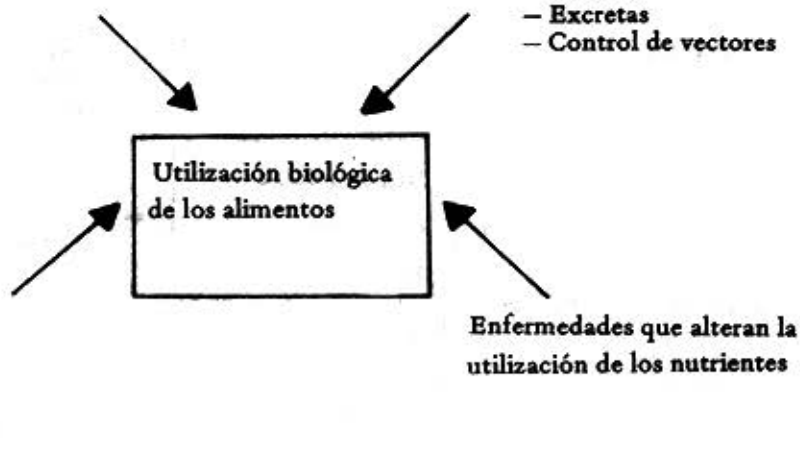 – Excretas
– Control de vectores
Utilización biológica
de los alimentos
Enfermedades que alteran la
utilización de los nutrientes